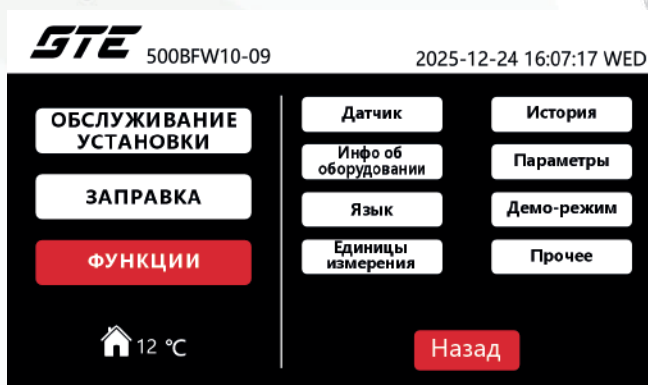 GTE 500BFW10-09
2025-12-24 16:07:17 WED
ОБСЛУЖИВАНИЕ
УСТАНОВКИ
ЗАПРАВКА
ФУНКЦИИ
12 °C
Датчик
История
Инфо об
оборудовании
Параметры
Язык
Демо-режим
Единицы
измерения
Прочее
Назад